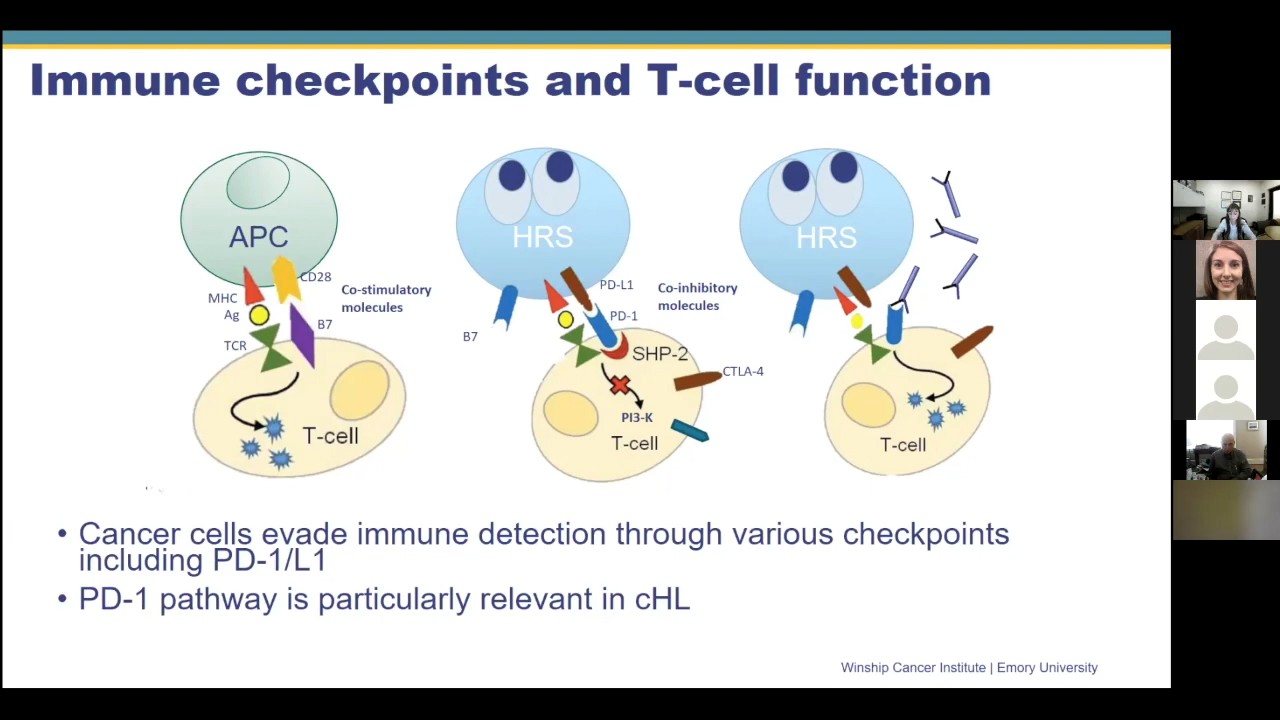 Immune checkpoints and T-cell function
APC
CD28
MHC
Ag
Co-stimulatory
molecules
B7
TCR
T-cell
HRS
PD-L1
Co-inhibitory
molecules
PD-1
B7
SHP-2
CTLA-4
PI3-K
T-cell
HRS
T-cell
• Cancer cells evade immune detection through various checkpoints
including PD-1/L1
• PD-1 pathway is particularly relevant in cHL
Winship Cancer Institute | Emory University